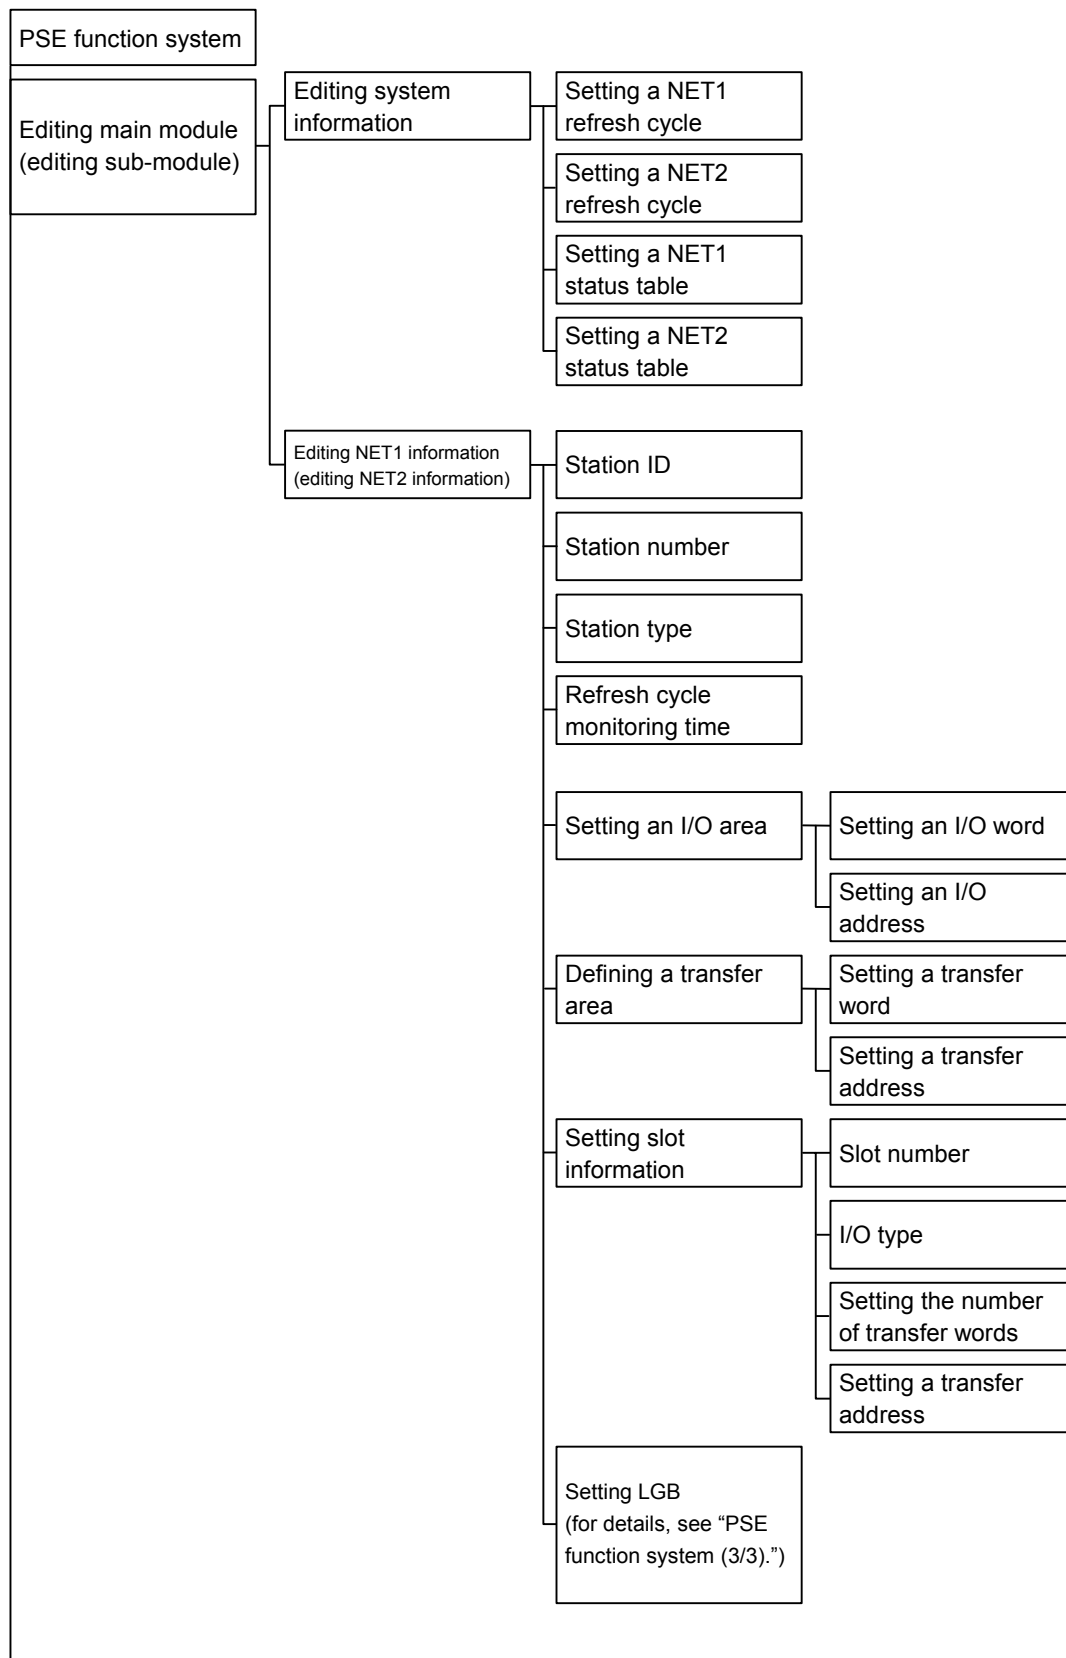 PSE function system
Editing main module
(editing sub-module)
Editing system
information
Setting a NET1
refresh cycle
Setting a NET2
refresh cycle
Setting a NET1
status table
Setting a NET2
status table
Editing NET1 information
(editing NET2 information)
Station ID
Station number
Station type
Refresh cycle
monitoring time
Setting an I/O area
Setting an I/O word
Setting an I/O
address
Defining a transfer
area
Setting a transfer
word
Setting a transfer
address
Setting slot
information
Slot number
I/O type
Setting the number
of transfer words
Setting a transfer
address
Setting LGB
(for details, see “PSE
function system (3/3).”)